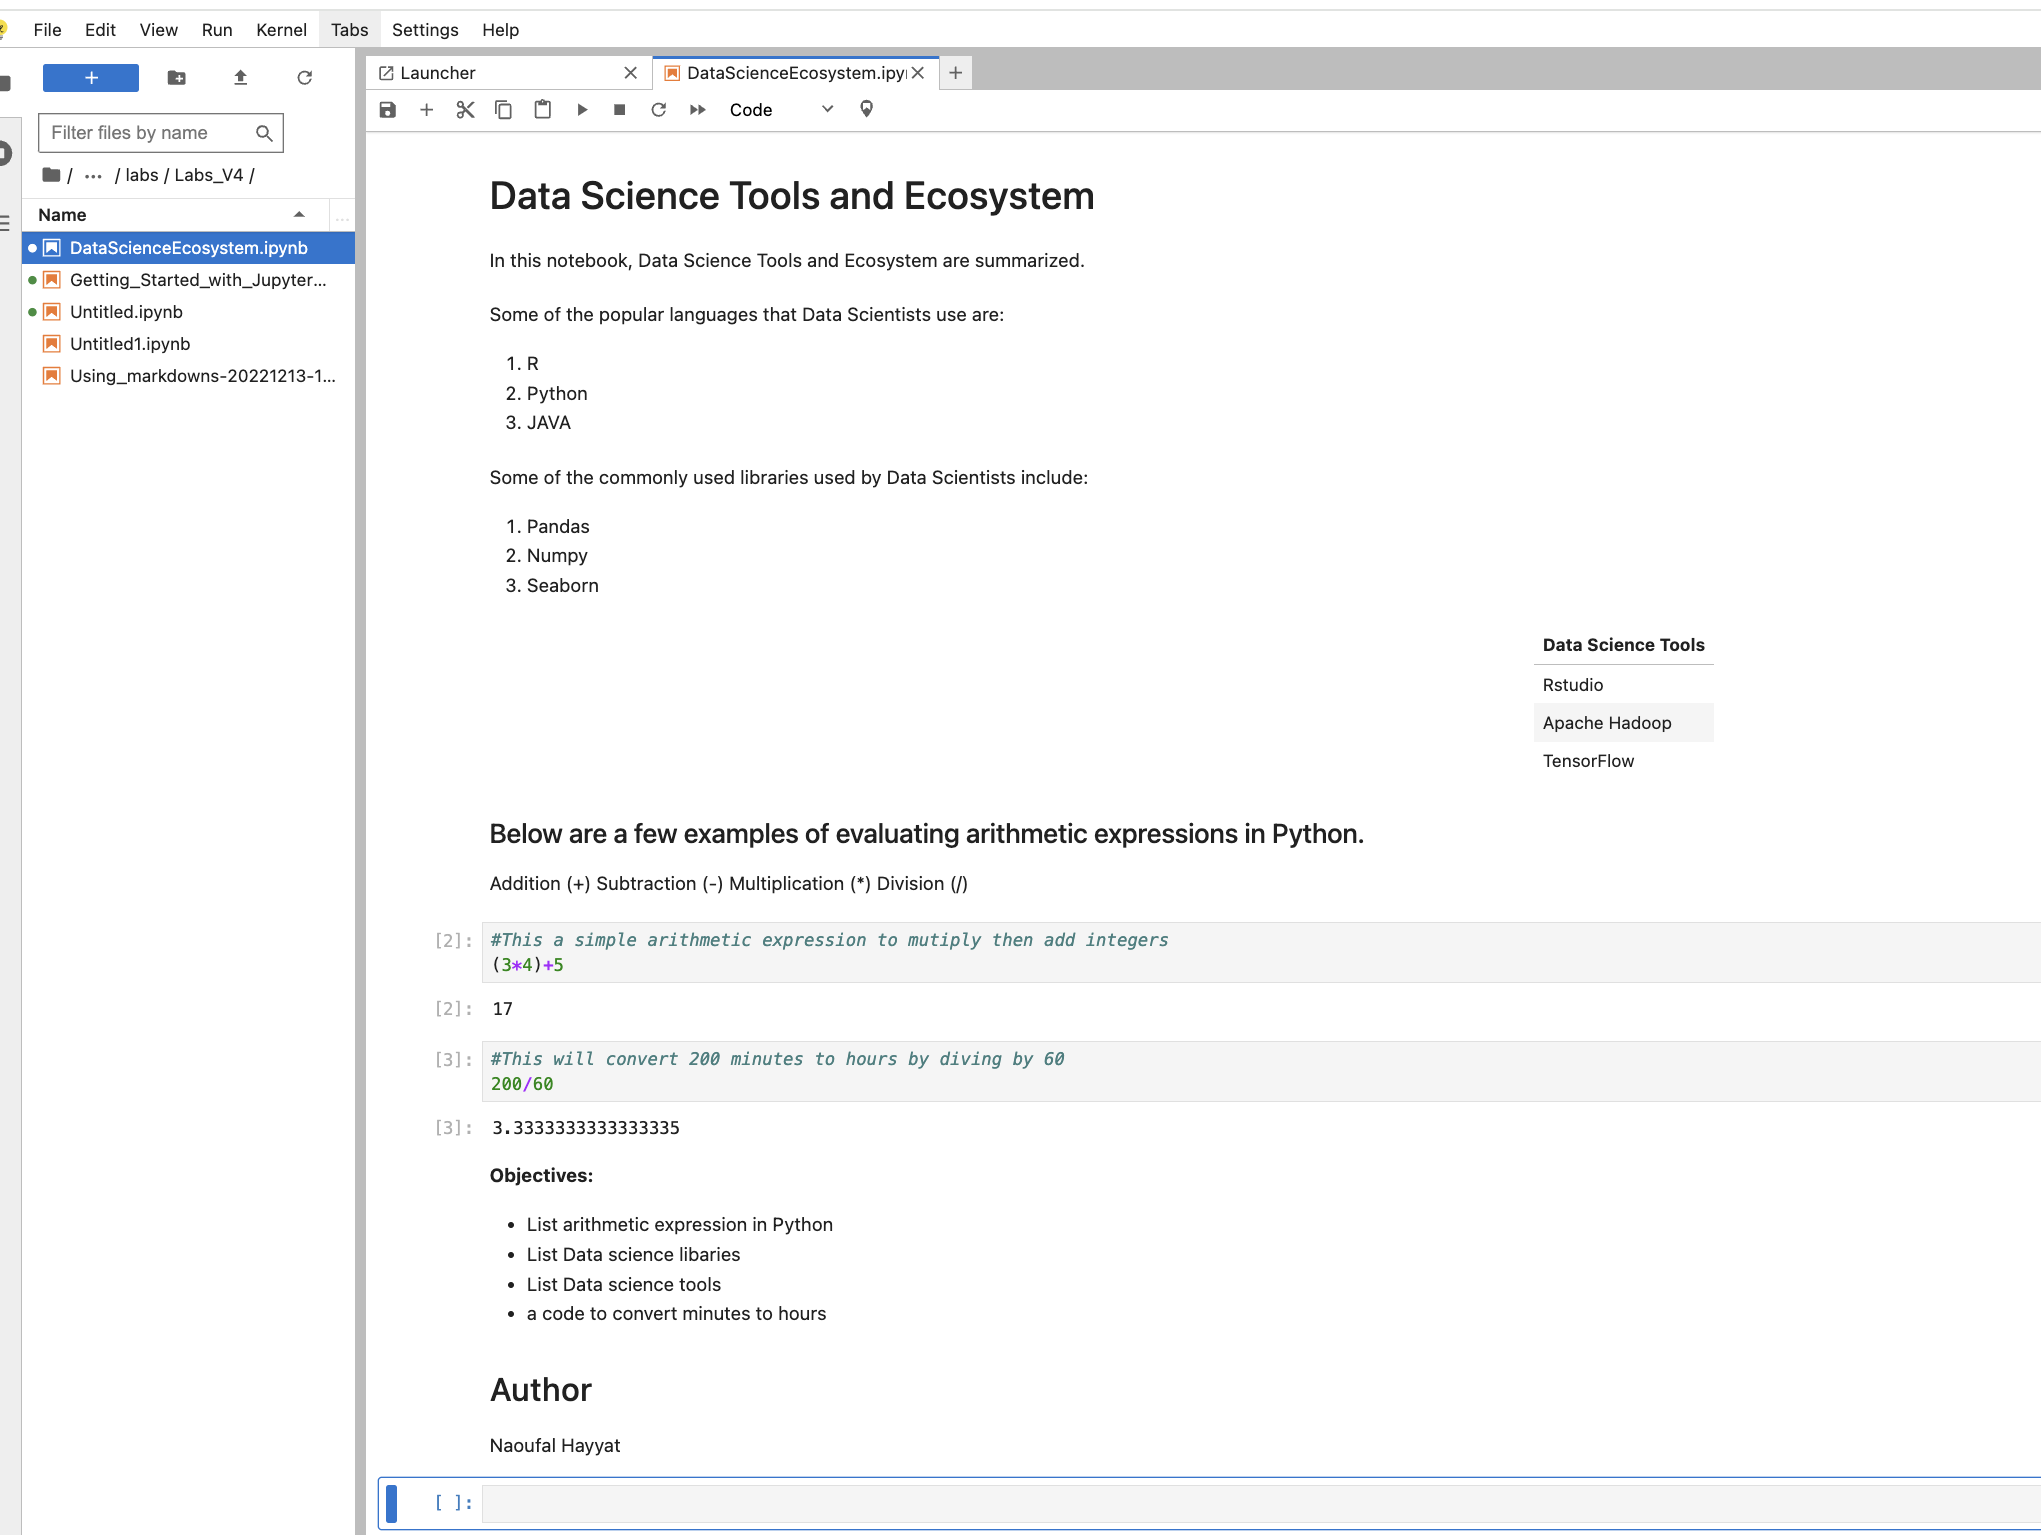 File Edit View Run Kernel Tabs Settings Help
+
Filter files by name
/ ... / labs / Labs_V4 /
Name
...
DataScienceEcosystem.ipynb
Getting_Started_with_Jupyter...
Untitled.ipynb
Untitled1.ipynb
Using_markdowns-20221213-1...
Launcher
DataScienceEcosystem.ipy
Code
Data Science Tools and Ecosystem
In this notebook, Data Science Tools and Ecosystem are summarized.
Some of the popular languages that Data Scientists use are:
1. R
2. Python
3. JAVA
Some of the commonly used libraries used by Data Scientists include:
1. Pandas
2. Numpy
3. Seaborn
Data Science Tools
Rstudio
Apache Hadoop
TensorFlow
Below are a few examples of evaluating arithmetic expressions in Python.
Addition (+) Subtraction (-) Multiplication (*) Division (/)
[2]: #This a simple arithmetic expression to mutiply then add integers
(3*4)+5
[2]: 17
[3]: #This will convert 200 minutes to hours by diving by 60
200/60
[3]: 3.3333333333333335
Objectives:
• List arithmetic expression in Python
• List Data science libaries
• List Data science tools
• a code to convert minutes to hours
Author
Naoufal Hayyat
[ ]: